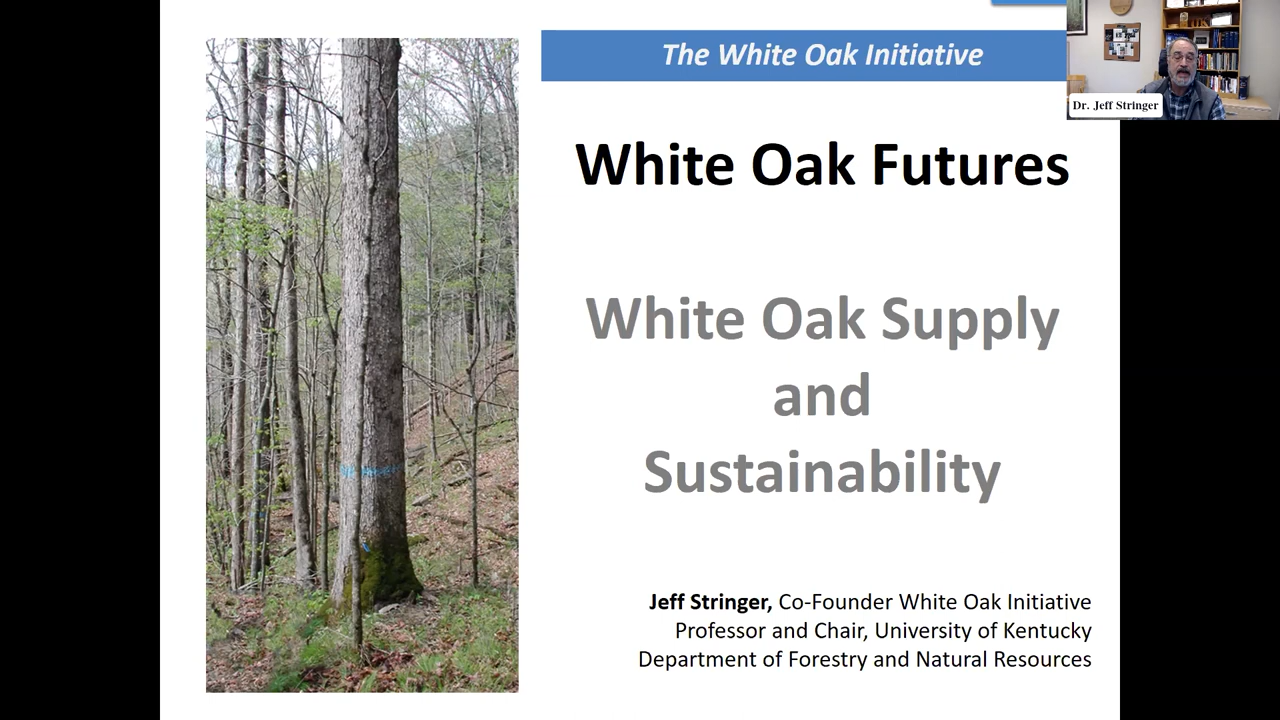 The White Oak Initiative
Dr. Jeff Stringer
White Oak Futures
White Oak Supply
and
Sustainability
Jeff Stringer, Co-Founder White Oak Initiative
Professor and Chair, University of Kentucky
Department of Forestry and Natural Resources